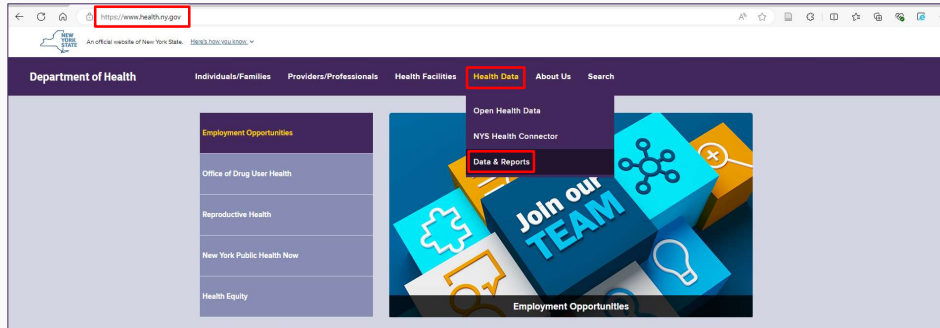 https://www.health.ny.gov
NEW
YORK
STATE
An official website of New York State.
Here's how you know
Department of Health
Individuals/Families
Providers/Professionals
Health Facilities
Health Data
About Us
Search
Open Health Data
NYS Health Connector
Data & Reports
Employment Opportunities
Office of Drug User Health
Reproductive Health
New York Public Health Now
Health Equity
Join our
TEAM
Employment Opportunities